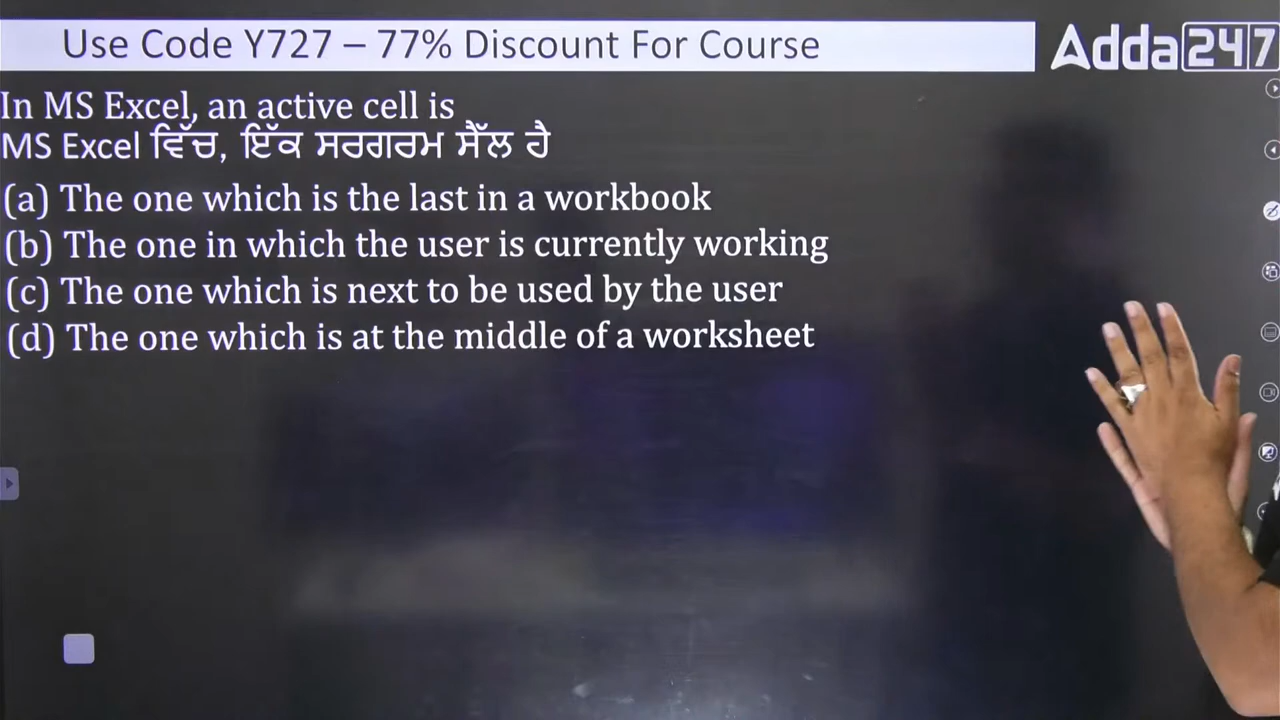 Use Code Y727 – 77% Discount For Course
Adda247
In MS Excel, an active cell is
MS Excel ਵਿੱਚ, ਇੱਕ ਸਰਗਰਮ ਸੈੱਲ ਹੈ
(a) The one which is the last in a workbook
(b) The one in which the user is currently working
(c) The one which is next to be used by the user
(d) The one which is at the middle of a worksheet